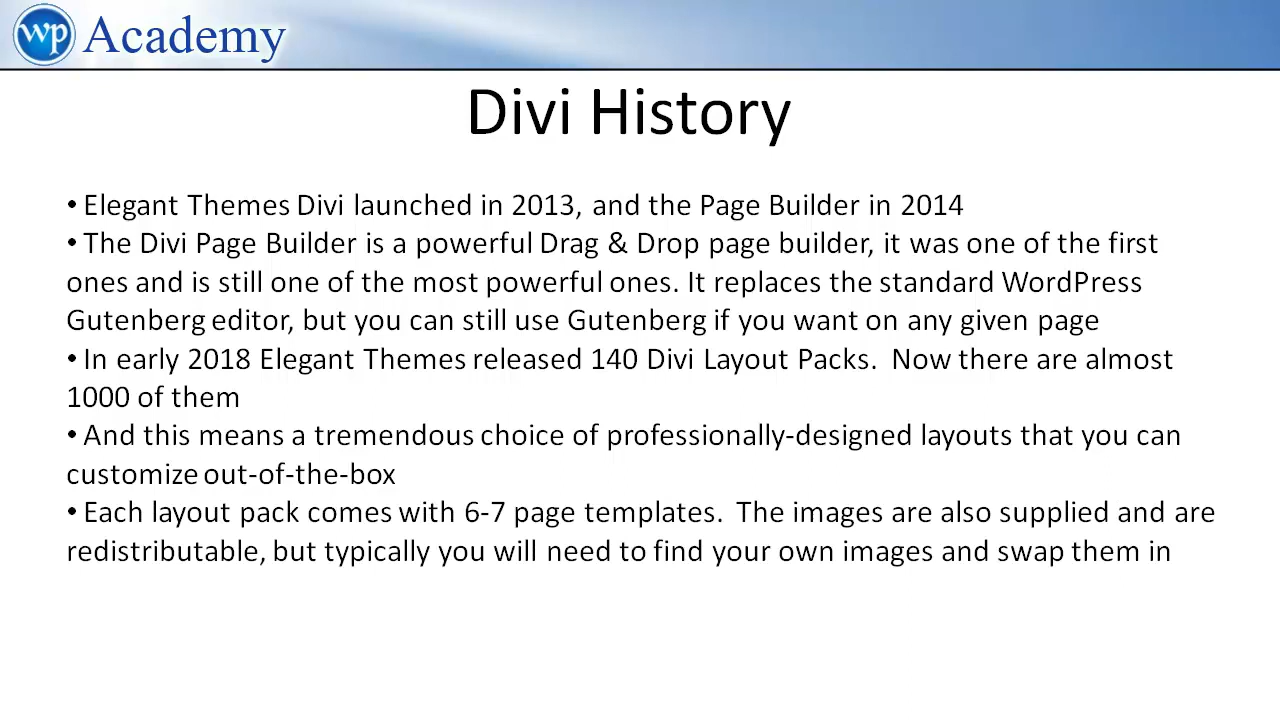 wp Academy
Divi History
• Elegant Themes Divi launched in 2013, and the Page Builder in 2014
• The Divi Page Builder is a powerful Drag & Drop page builder, it was one of the first
ones and is still one of the most powerful ones. It replaces the standard WordPress
Gutenberg editor, but you can still use Gutenberg if you want on any given page
• In early 2018 Elegant Themes released 140 Divi Layout Packs.  Now there are almost
1000 of them
• And this means a tremendous choice of professionally-designed layouts that you can
customize out-of-the-box
• Each layout pack comes with 6-7 page templates.  The images are also supplied and are
redistributable, but typically you will need to find your own images and swap them in